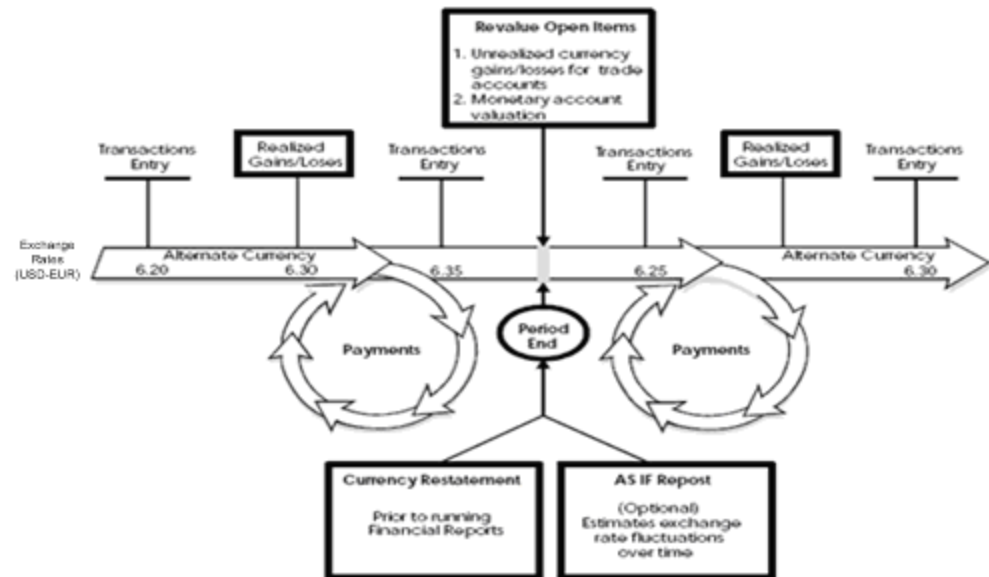 Revalue Open Items
1. Unrealized currency
gains/losses for trade
accounts
2. Monetary account
valuation
Transactions
Entry
Realized
Gains/Loses
Transactions
Entry
Transactions
Entry
Realized
Gains/Loses
Transactions
Entry
Exchange
Rates
(USD-EUR)
Alternate Currency
6.20
6.30
6.35
6.25
Alternate Currency
6.30
Payments
Period
End
Payments
Currency Restatement
Prior to running
Financial Reports
AS IF Repost
(Optional)
Estimates exchange
rate fluctuations
over time